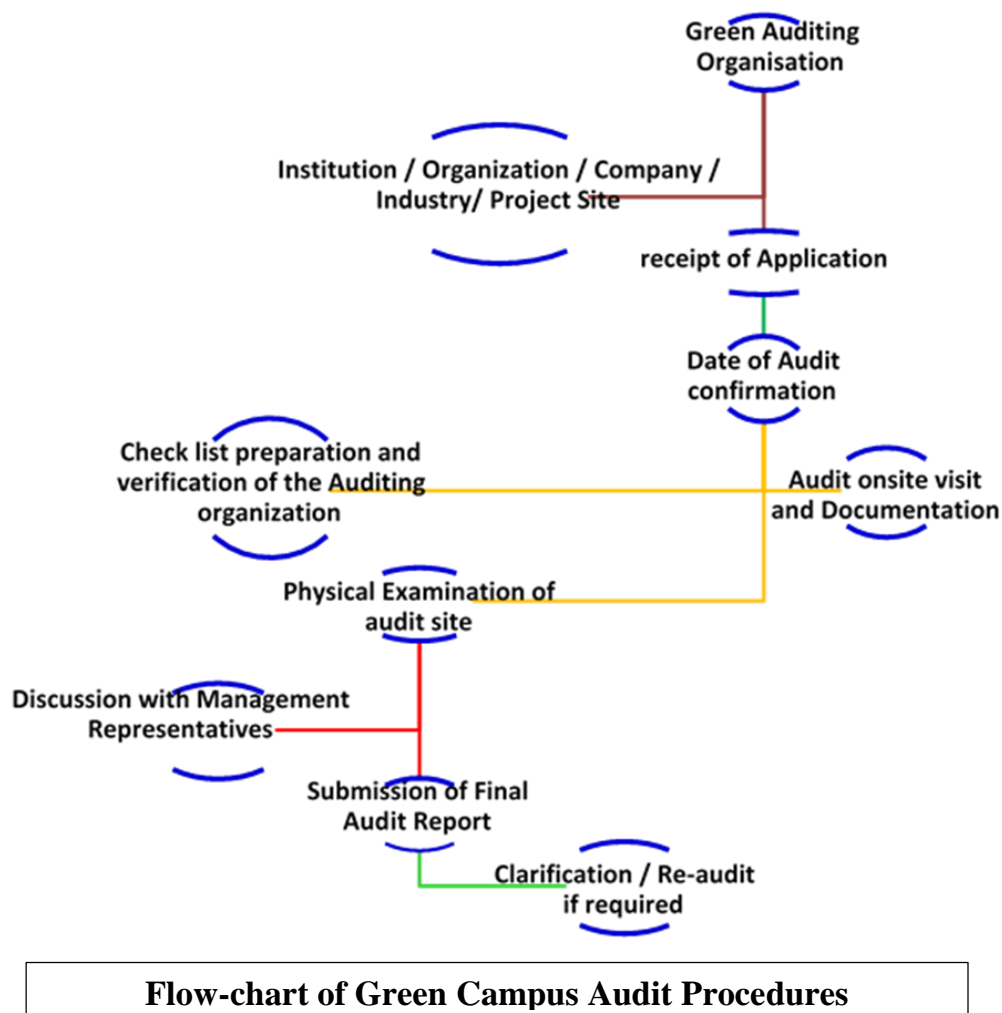 Green Auditing
Organisation
Institution / Organization / Company /
Industry/ Project Site
receipt of Application
Date of Audit
confirmation
Check list preparation and
verification of the Auditing
organization
Audit onsite visit
and Documentation
Physical Examination of
audit site
Discussion with Management
Representatives
Submission of Final
Audit Report
Clarification / Re-audit
if required
Flow-chart of Green Campus Audit Procedures